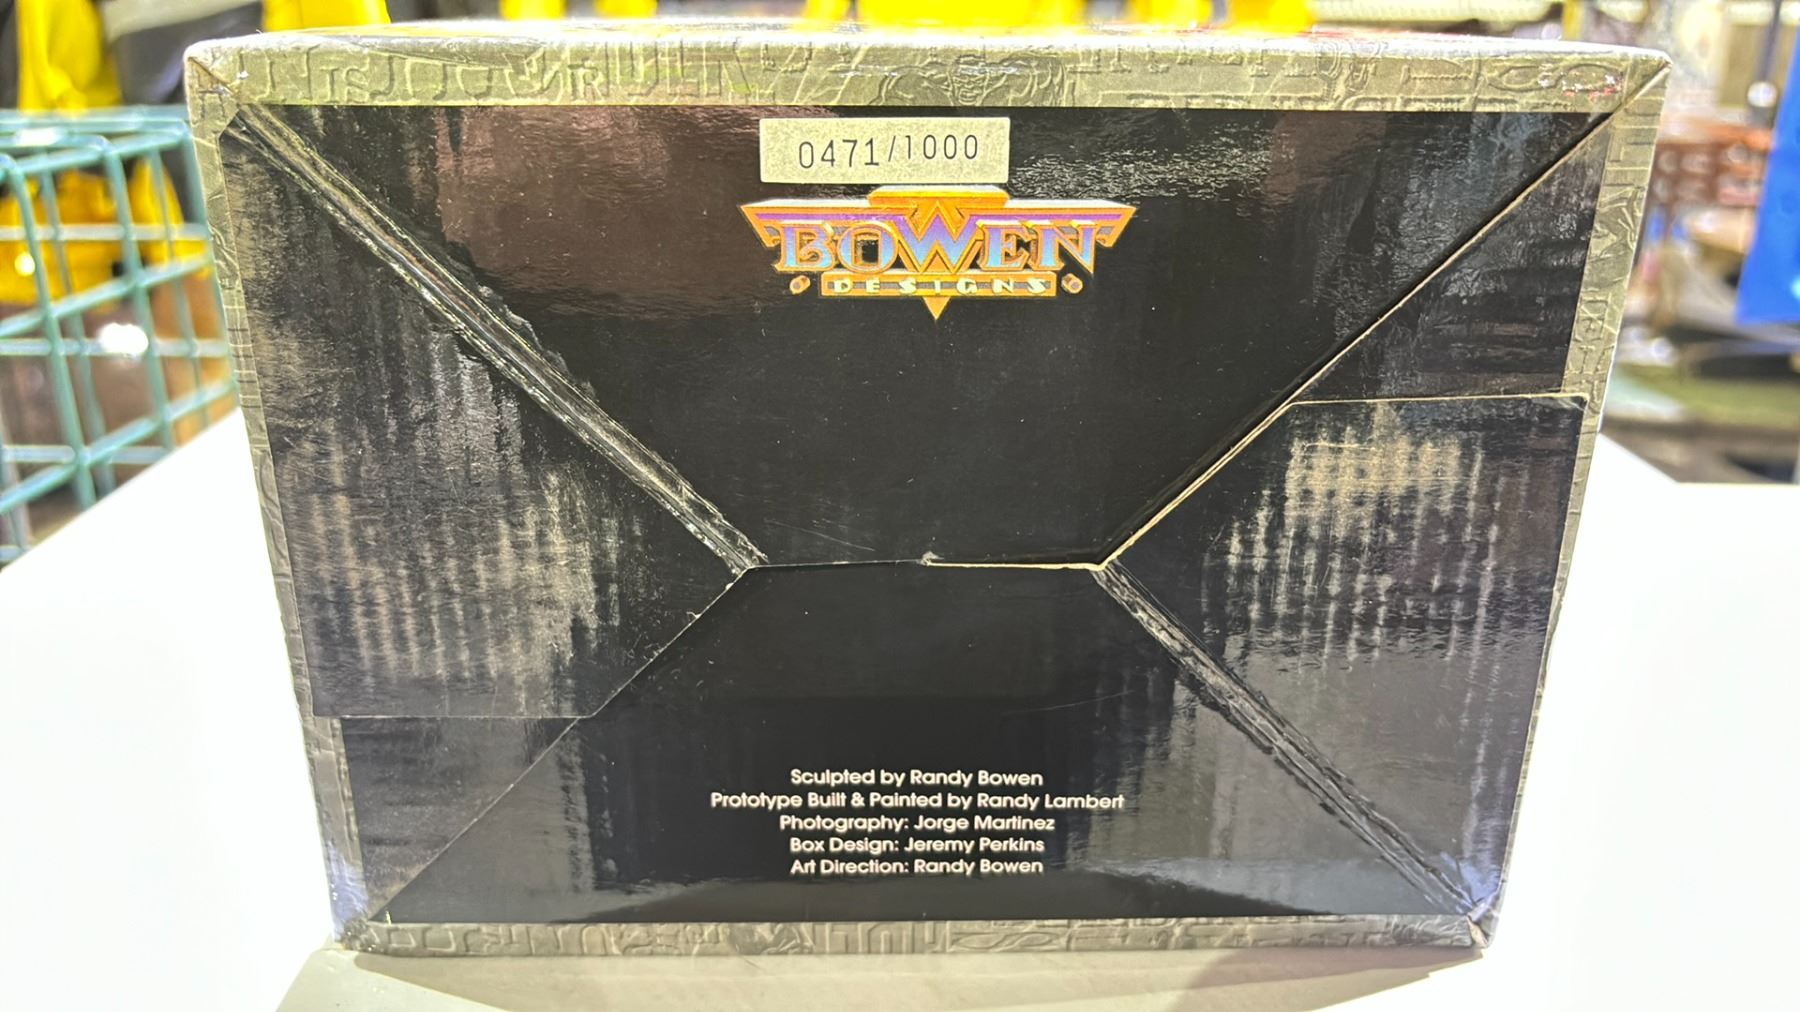 0471/1000
BOWEN
DESIGNS
Sculpted by Randy Bowen
Prototype Built & Painted by Randy Lambert
Photography: Jorge Martinez
Box Design: Jeremy Perkins
Art Direction: Randy Bowen